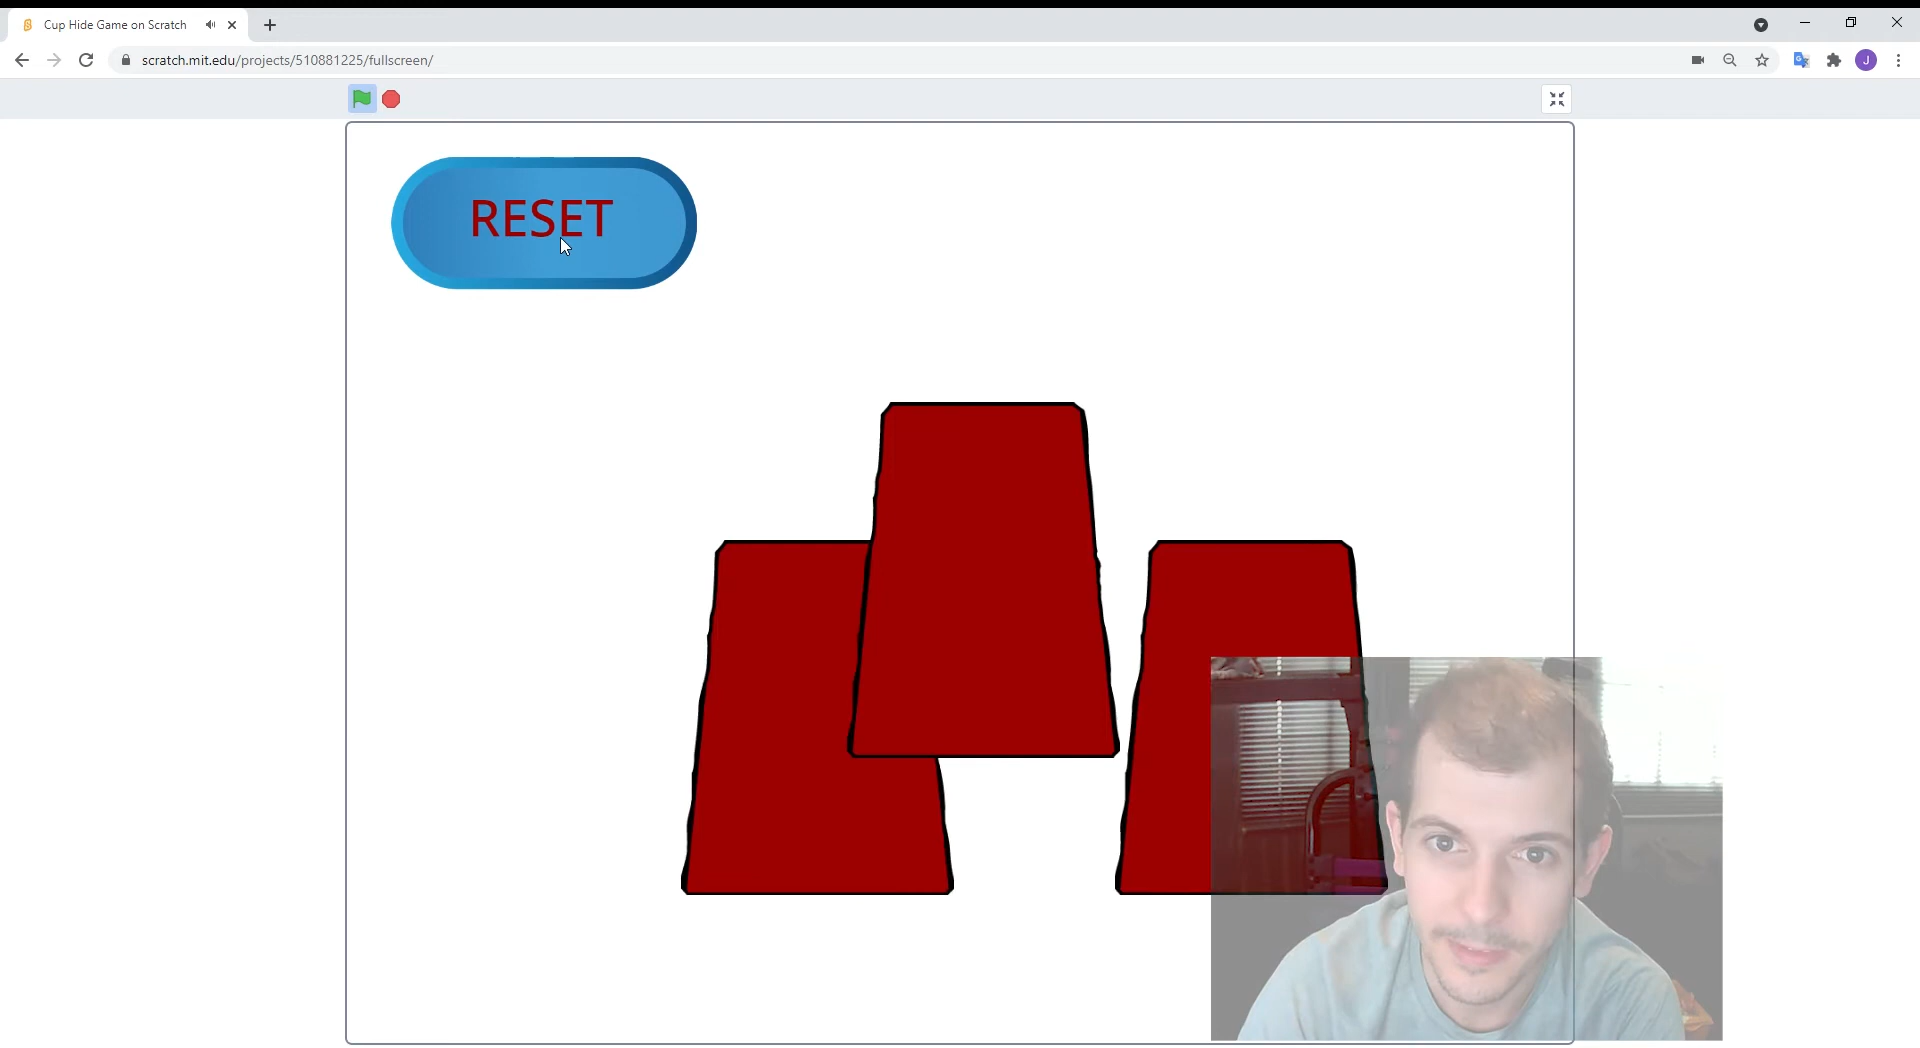 Cup Hide Game on Scratch
scratch.mit.edu/projects/510881225/fullscreen/
J
RESET